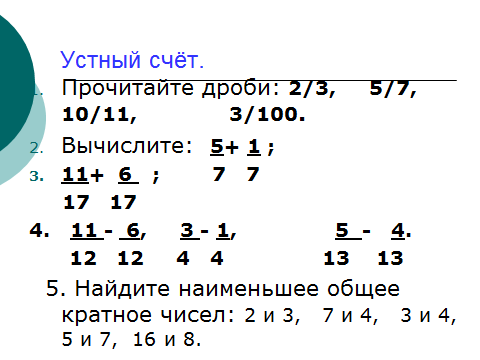 Устный счёт.
1. Прочитайте дроби: 2/3, 5/7,
10/11, 3/100.
2. Вычислите: 5+ 1 ;
3. 11+ 6 ; 7 7
17 17
4. 11 - 6, 3 - 1, 5 - 4.
12 12 4 4 13 13
5. Найдите наименьшее общее
кратное чисел: 2 и 3, 7 и 4, 3 и 4,
5 и 7, 16 и 8.